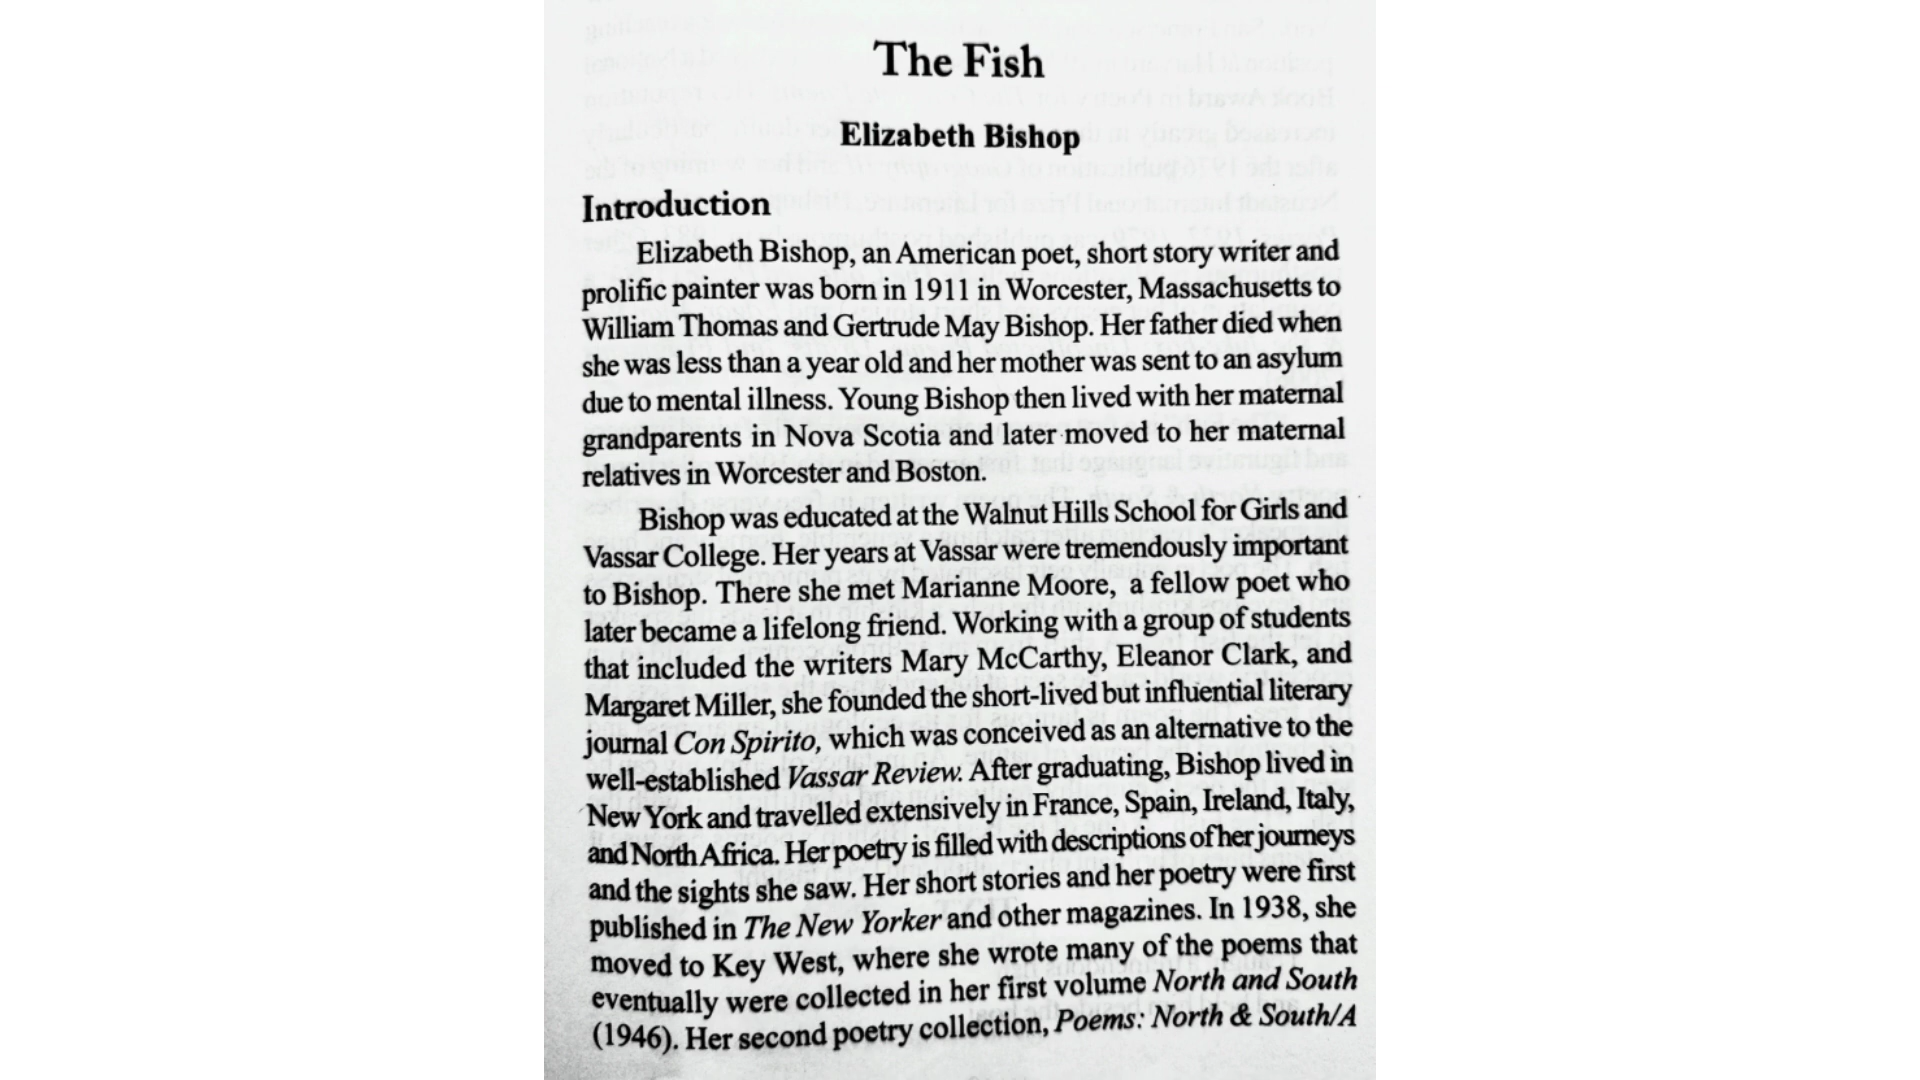 The Fish
Elizabeth Bishop
Introduction
Elizabeth Bishop, an American poet, short story writer and
prolific painter was born in 1911 in Worcester, Massachusetts to
William Thomas and Gertrude May Bishop. Her father died when
she was less than a year old and her mother was sent to an asylum
due to mental illness. Young Bishop then lived with her maternal
grandparents in Nova Scotia and later moved to her maternal
relatives in Worcester and Boston.
Bishop was educated at the Walnut Hills School for Girls and
Vassar College. Her years at Vassar were tremendously important
to Bishop. There she met Marianne Moore, a fellow poet who
later became a lifelong friend. Working with a group of students
that included the writers Mary McCarthy, Eleanor Clark, and
Margaret Miller, she founded the short-lived but influential literary
journal Con Spirito, which was conceived as an alternative to the
well-established Vassar Review. After graduating, Bishop lived in
New York and travelled extensively in France, Spain, Ireland, Italy,
and North Africa. Her poetry is filled with descriptions of her journeys
and the sights she saw. Her short stories and her poetry were first
published in The New Yorker and other magazines. In 1938, she
moved to Key West, where she wrote many of the poems that
eventually were collected in her first volume North and South
(1946). Her second poetry collection, Poems: North & South/A